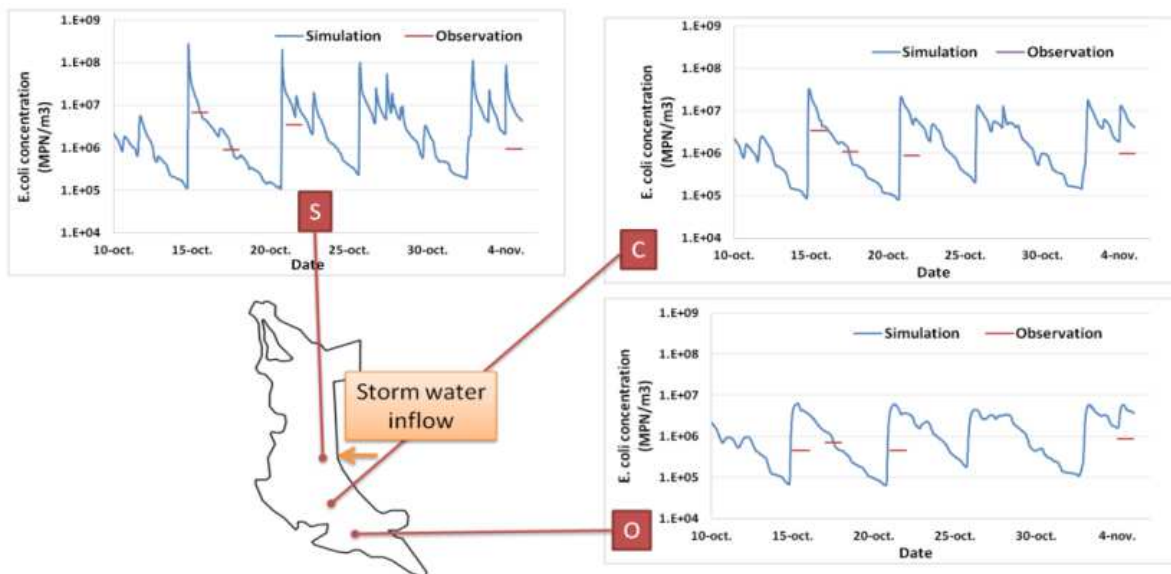 1.E+09
1.E+08
1.E+07
1.E+06
1.E+05
1.E+04
E.coli concentration
(MPN/m3)
Simulation Observation
10-oct. 15-oct. 20-oct. 25-oct. 30-oct. 4-nov.
Date
S
1.E+09
1.E+08
1.E+07
1.E+06
1.E+05
1.E+04
E. coli concentration
(MPN/m3)
Simulation Observation
10-oct. 15-oct. 20-oct. 25-oct. 30-oct. 4-nov.
Date
C
Storm water
inflow
1.E+09
1.E+08
1.E+07
1.E+06
1.E+05
1.E+04
E. coli concentration
(MPN/m3)
Simulation Observation
10-oct. 15-oct. 20-oct. 25-oct. 30-oct. 4-nov.
Date
O